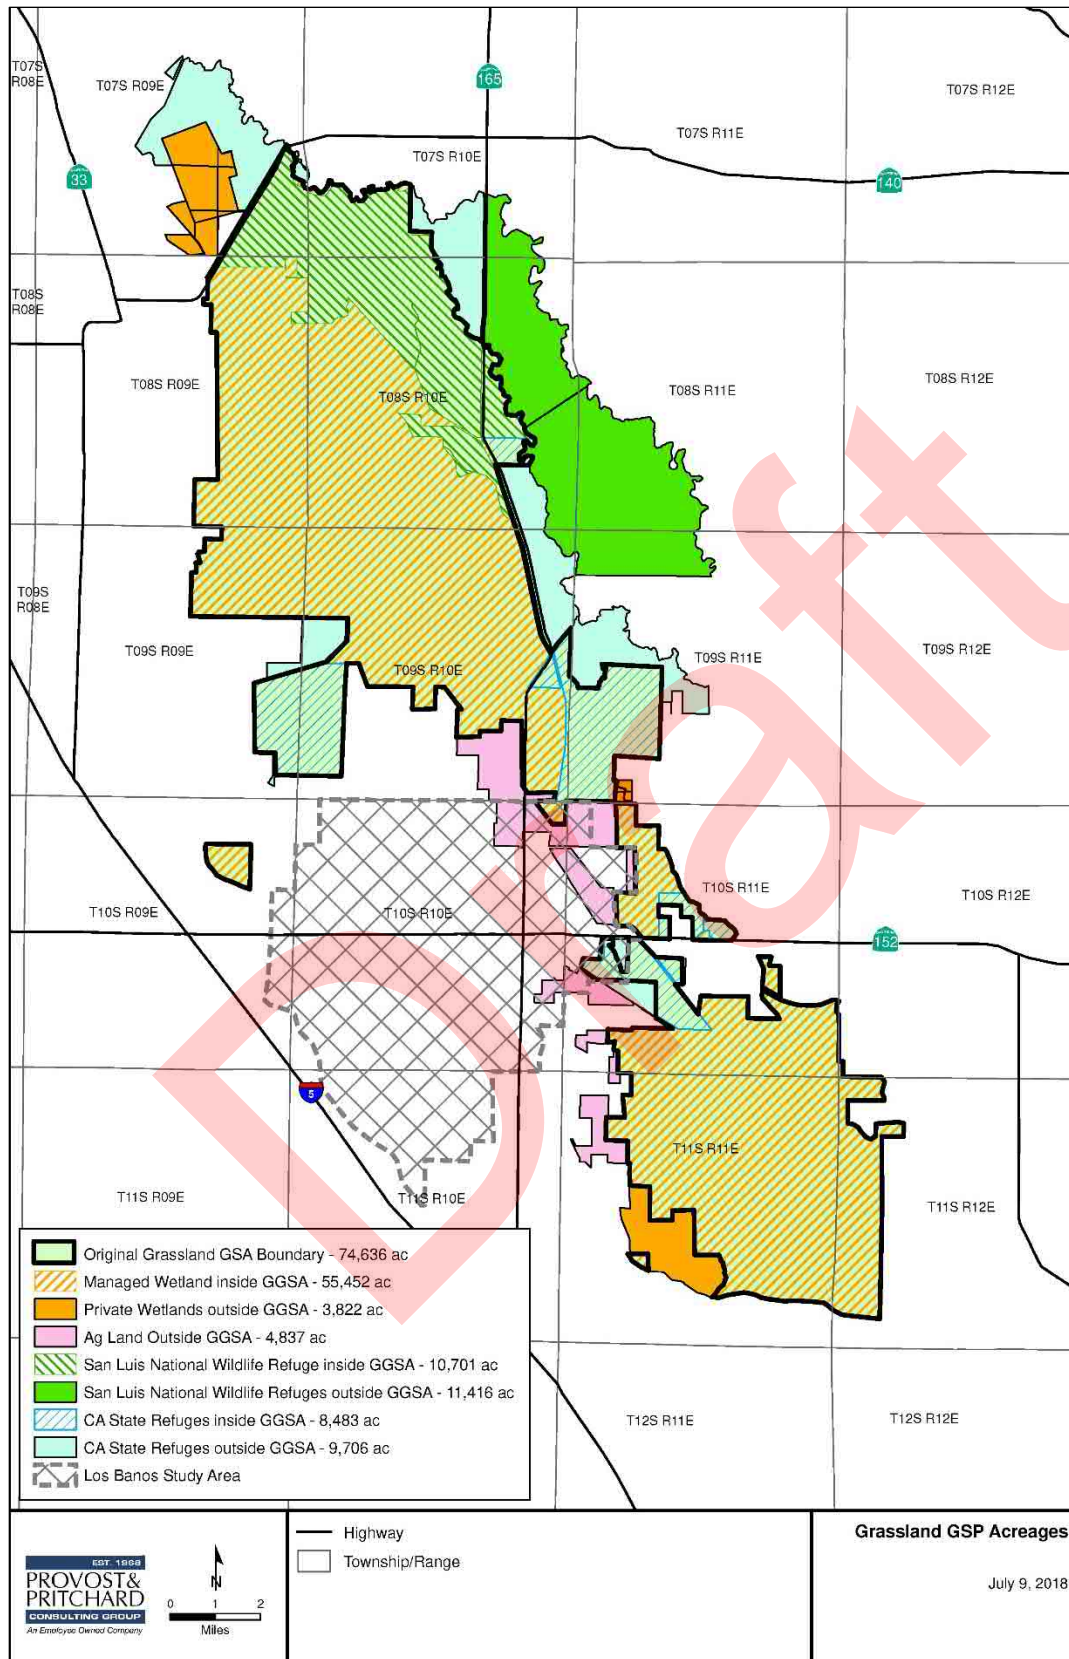 T07S
R08E
T07S R09E
165
T07S R12E
T07S R11E
T07S R10E
33
140
T08S
R08E
T08S R09E
T08S R10E
T08S R11E
T08S R12E
T09S
R08E
T09S R09E
T09S R10E
T09S R11E
T09S R12E
T10S R09E
T10S R10E
T10S R11E
T10S R12E
152
5
T11S R09E
T11S R10E
T11S R11E
T11S R12E
T12S R11E
T12S R12E
Draft
Original Grassland GSA Boundary - 74,636 ac
Managed Wetland inside GGSA - 55,452 ac
Private Wetlands outside GGSA - 3,822 ac
Ag Land Outside GGSA - 4,837 ac
San Luis National Wildlife Refuge inside GGSA - 10,701 ac
San Luis National Wildlife Refuges outside GGSA - 11,416 ac
CA State Refuges inside GGSA - 8,483 ac
CA State Refuges outside GGSA - 9,706 ac
Los Banos Study Area
EST. 1968
PROVOST&
PRITCHARD
CONSULTING GROUP
An Employee Owned Company
N
0 1 2
Miles
Highway
Township/Range
Grassland GSP Acreages
July 9, 2018